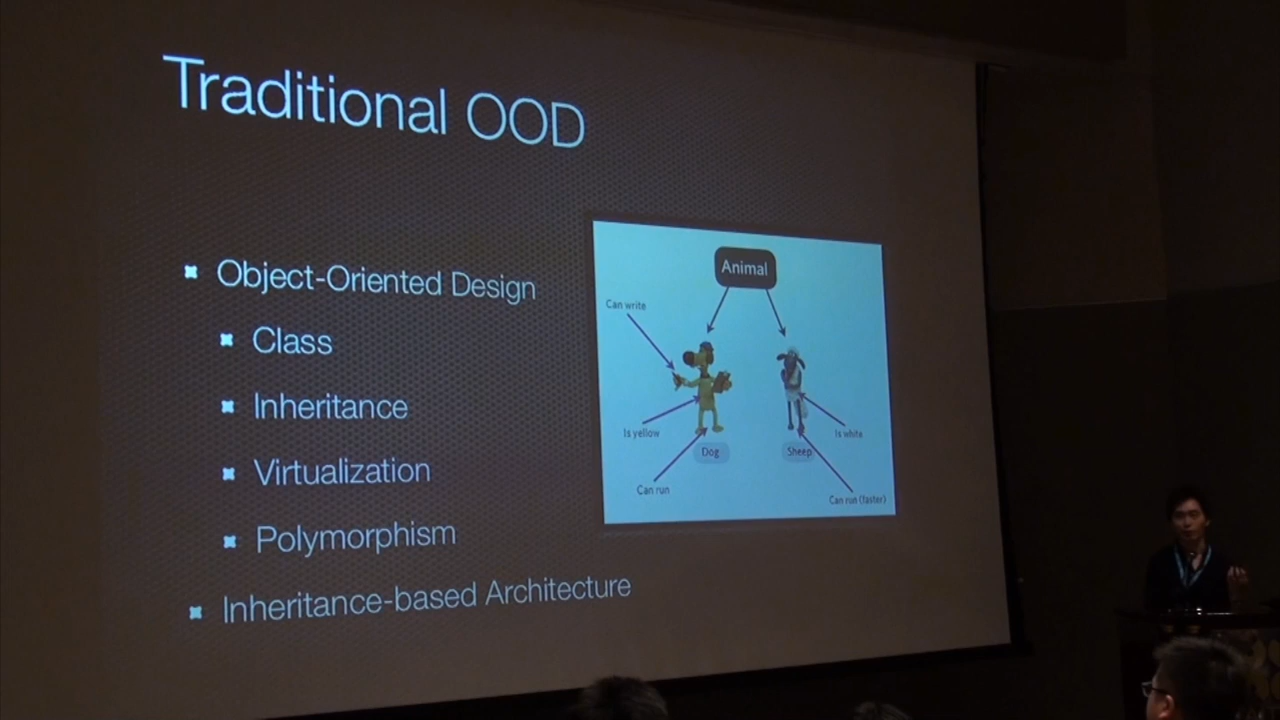 Traditional OOD
Object-Oriented Design
Class
Inheritance
Virtualization
Polymorphism
Inheritance-based Architecture
Animal
Can write
Is yellow
Is white
Dog
Sheep
Can run
Can run (faster)